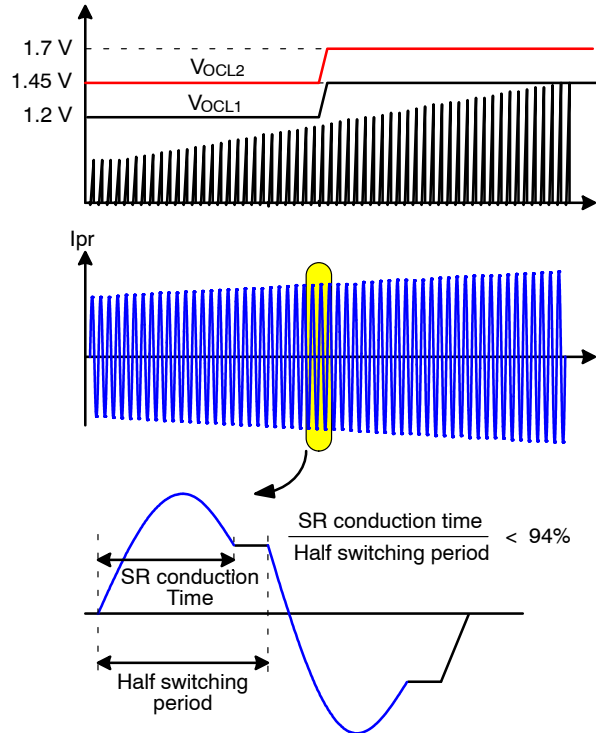 1.7 V
VOCL2
1.45 V
VOCL1
1.2 V
Ipr
SR conduction time
Half switching period
< 94%
SR conduction
Time
Half switching
period